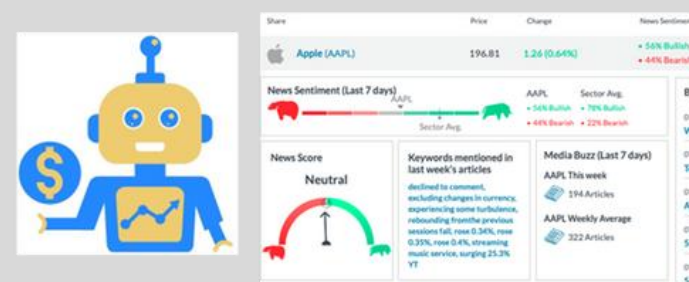 $
Share Price Change News Sentiment
Apple (AAPL) 196.81 1.26 (0.64%) • 56% Bullish
• 44% Bearish
News Sentiment (Last 7 days)
AAPL
Sector Avg.
AAPL Sector Avg.
• 56% Bullish • 78% Bullish
• 44% Bearish • 22% Bearish
News Score
Neutral
Keywords mentioned in
last week's articles
declined to comment,
excluding changes in currency,
experiencing some turbulence,
rebounding fromthe previous
sessions fall, rose 0.34%, rose
0.35%, rose 0.4%, streaming
music service, surging 25.3%
YT
Media Buzz (Last 7 days)
AAPL This week
194 Articles
AAPL Weekly Average
322 Articles